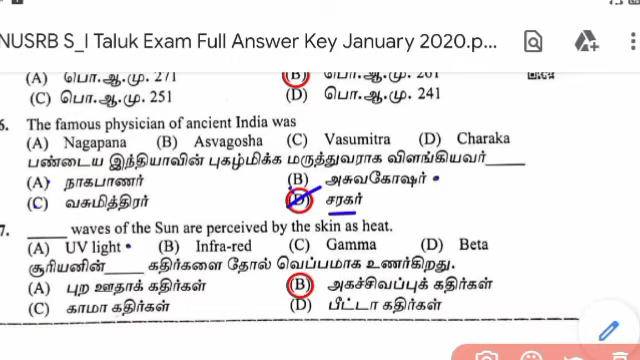 NUSRB S_I Taluk Exam Full Answer Key January 2020.p...
(A) பொ.ஆ.மு. 271 (B) பொ.ஆ.மு. 261
(C) பொ.ஆ.மு. 251 (D) பொ.ஆ.மு. 241
6. The famous physician of ancient India was
(A) Nagapana (B) Asvagosha (C) Vasumitra (D) Charaka
பண்டைய இந்தியாவின் புகழ்மிக்க மருத்துவராக விளங்கியவர்____
(A) நாகபாணர் (B) அசுவகோஷர்
(C) வசுமித்திரர் (D) சரகர்
7. ____ waves of the Sun are perceived by the skin as heat.
(A) UV light (B) Infra-red (C) Gamma (D) Beta
சூரியனின்____ கதிர்களை தோல் வெப்பமாக உணர்கிறது.
(A) புற ஊதாக் கதிர்கள் (B) அகச்சிவப்புக் கதிர்கள்
(C) காமா கதிர்கள் (D) பீட்டா கதிர்கள்